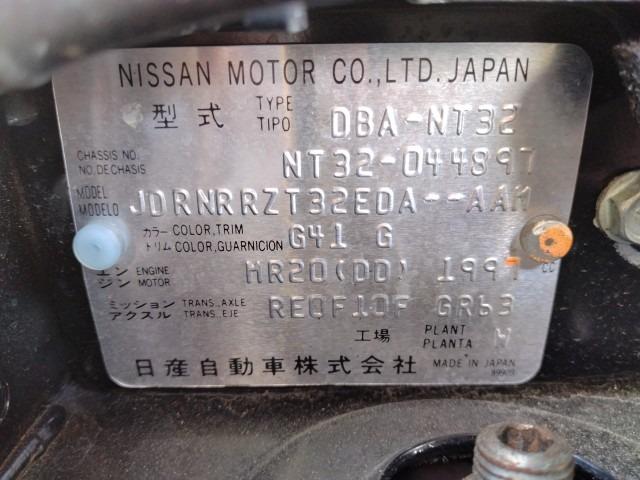 NISSAN MOTOR CO.,LTD. JAPAN
型式 TYPE TIPO DBA-NT32
CHASSIS NO. NO.DECHASIS NT32-044897
MODEL MODELO JDRNRRZT32EDA--AAM
カラー COLOR,TRIM G41 G
トリム COLOR,GUARNICION
エンジン ENGINE MOTOR MR20(DD) 1997 CC
ミッション TRANS.,AXLE RE0F10F GR63
アクスル TRANS.,EJE
工場 PLANT PLANTA
日産自動車株式会社 MADE IN JAPAN